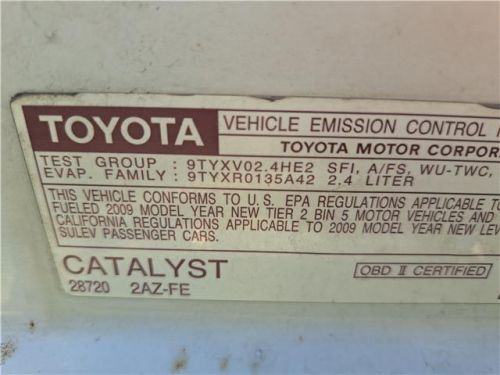 TOYOTA
VEHICLE EMISSION CONTROL
TOYOTA MOTOR CORPOR
TEST GROUP : 9TYXV02.4HE2 SFI, A/FS, WU-TWC,
EVAP. FAMILY : 9TYXR0135A42 2.4 LITER
THIS VEHICLE CONFORMS TO U.S. EPA REGULATIONS APPLICABLE TO
FUELED 2009 MODEL YEAR NEW TIER 2 BIN 5 MOTOR VEHICLES AND
CALIFORNIA REGULATIONS APPLICABLE TO 2009 MODEL YEAR NEW LEV
SULEV PASSENGER CARS.
CATALYST
OBD II CERTIFIED
28720 2AZ-FE